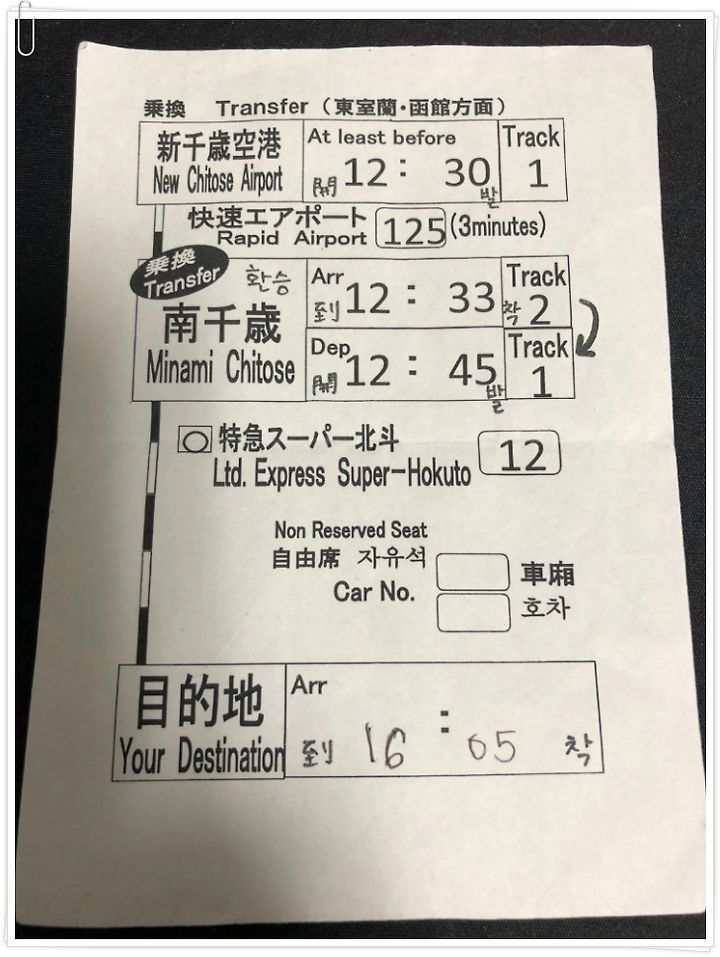 乗換 Transfer (東室蘭・函館方面)
新千歳空港 At least before Track
New Chitose Airport 開 12 : 30 발 1
快速エアポート
Rapid Airport 125 (3minutes)
乗換
Transfer 환승 Arr Track
到 12 : 33 착 2
南千歳
Minami Chitose Dep Track
開 12 : 45 발 1
特急スーパー北斗
Ltd. Express Super-Hokuto 12
Non Reserved Seat
自由席 자유석 車廂
Car No. 호차
目的地 Arr
Your Destination 到 16 : 05 착